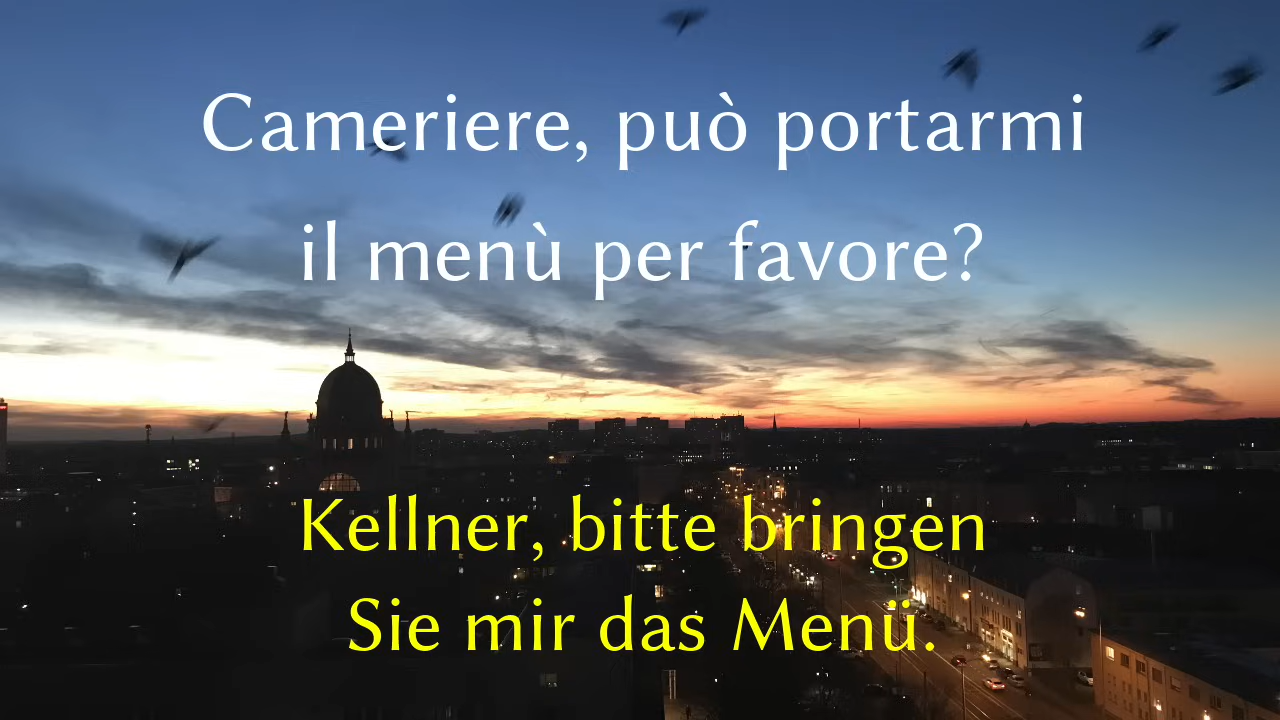 Cameriere, può portarmi
il menù per favore?
Kellner, bitte bringen
Sie mir das Menü.